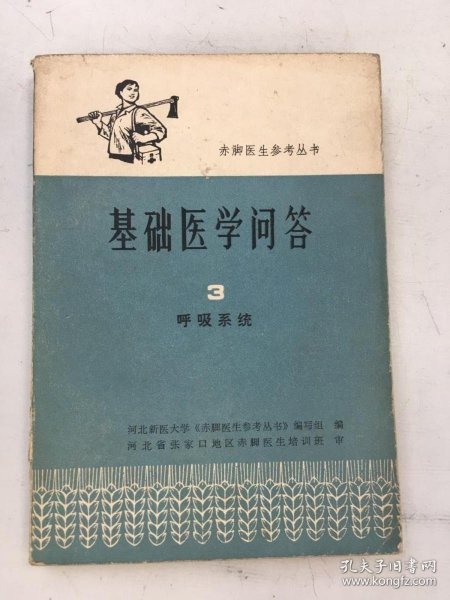 赤脚医生参考丛书
基础医学问答
3
呼吸系统
河北新医大学《赤脚医生参考丛书》编写组 编
河北省张家口地区赤脚医生培训班 审
孔夫子旧书网
www.kongfz.com